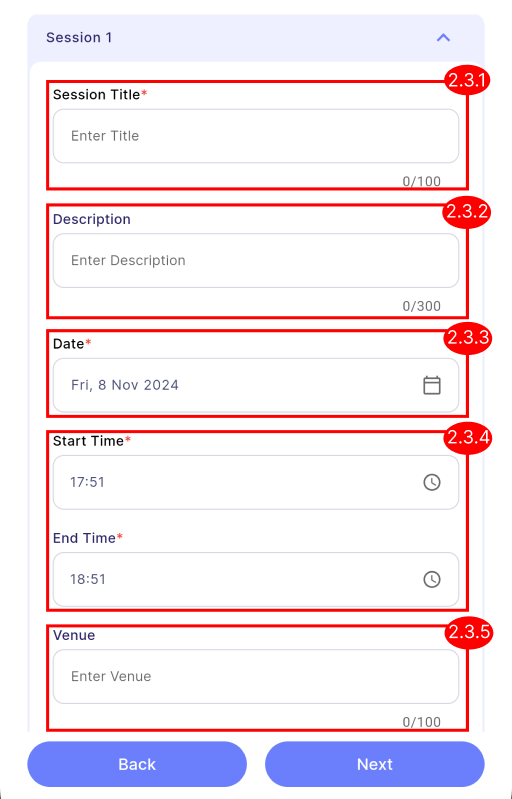 Session 1
2.3.1
Session Title*
Enter Title
0/100
2.3.2
Description
Enter Description
0/300
2.3.3
Date*
Fri, 8 Nov 2024
2.3.4
Start Time*
17:51
End Time*
18:51
2.3.5
Venue
Enter Venue
0/100
Back
Next